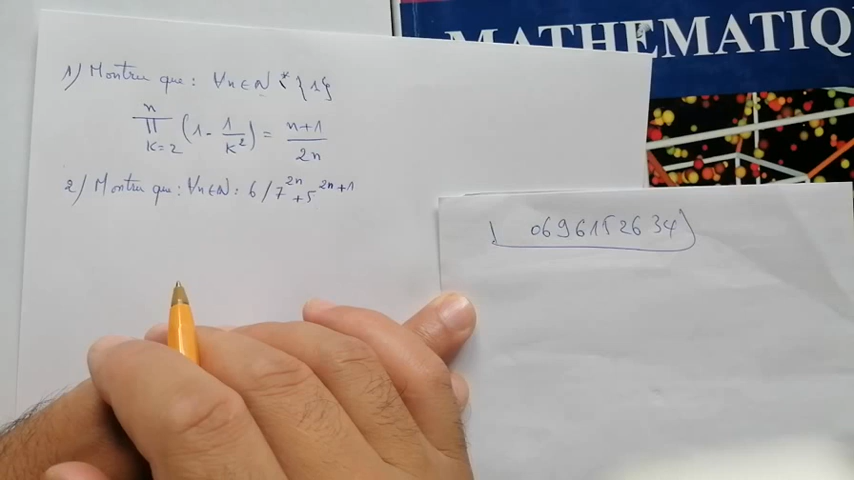 MATHEMATIQ
1) Montrer que : ∀n∈ℕ* \ {1}
n
∏ (1 - 1/k²) = n+1/2n
K=2
2) Montrer que : ∀n∈ℕ : 6 / 7^2n + 5^2n+1
0696152634